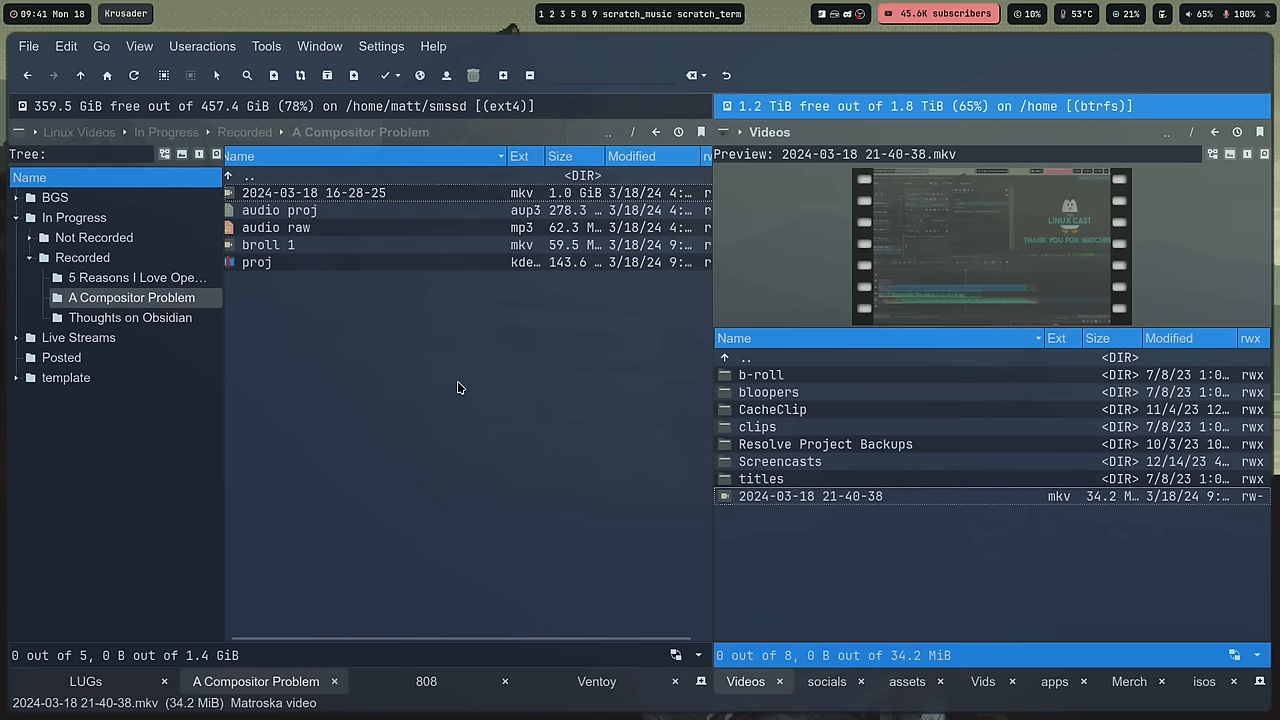 09:41 Mon 18
Krusader
1 2 3 5 8 9 scratch_music scratch_term
45.6K subscribers
10%
53°C
21%
65%
100%
File Edit Go View Useractions Tools Window Settings Help
359.5 GiB free out of 457.4 GiB (78%) on /home/matt/smssd [(ext4)]
1.2 TiB free out of 1.8 TiB (65%) on /home [(btrfs)]
Linux Videos › In Progress › Recorded › A Compositor Problem
.. /
Videos
.. /
Tree:
Name
BGS
In Progress
Not Recorded
Recorded
5 Reasons I Love Ope...
A Compositor Problem
Thoughts on Obsidian
Live Streams
Posted
template
Name Ext Size Modified rw
.. <DIR>
2024-03-18 16-28-25 mkv 1.0 GiB 3/18/24 4:... r
audio proj aup3 278.3 ... 3/18/24 4:... r
audio raw mp3 62.3 M... 3/18/24 4:... r
broll 1 mkv 59.5 M... 3/18/24 9:... r
proj kde... 143.6 ... 3/18/24 9:... r
Preview: 2024-03-18 21-40-38.mkv
LINUX CAST
THANK YOU FOR WATCHIN
Name Ext Size Modified rwx
.. <DIR>
b-roll <DIR> 7/8/23 1:0... rwx
bloopers <DIR> 7/8/23 1:0... rwx
CacheClip <DIR> 11/4/23 12... rwx
clips <DIR> 7/8/23 1:0... rwx
Resolve Project Backups <DIR> 10/3/23 10... rwx
Screencasts <DIR> 12/14/23 4... rwx
titles <DIR> 7/8/23 1:0... rwx
2024-03-18 21-40-38 mkv 34.2 M... 3/18/24 9:... rw-
0 out of 5, 0 B out of 1.4 GiB
0 out of 8, 0 B out of 34.2 MiB
LUGs × A Compositor Problem × 808 × Ventoy ×
Videos × socials × assets × Vids × apps × Merch × isos ×
2024-03-18 21-40-38.mkv (34.2 MiB) Matroska video